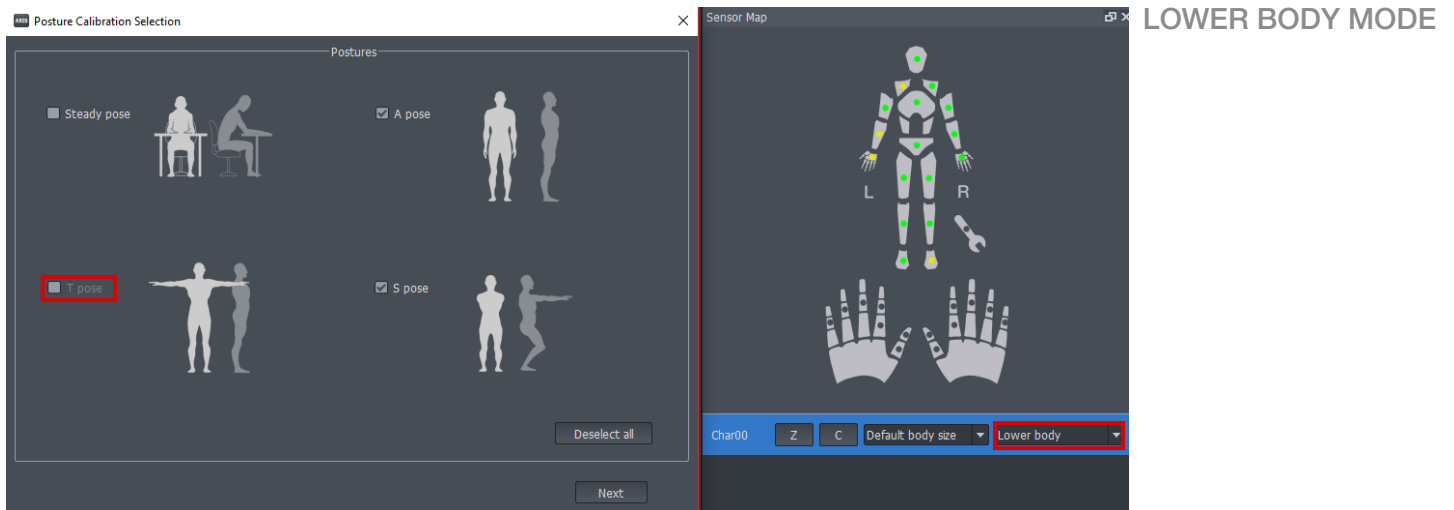 AXIS Posture Calibration Selection
Postures
Steady pose
A pose
T pose
S pose
Deselect all
Next
Sensor Map
L R
Char00 Z C Default body size Lower body
LOWER BODY MODE